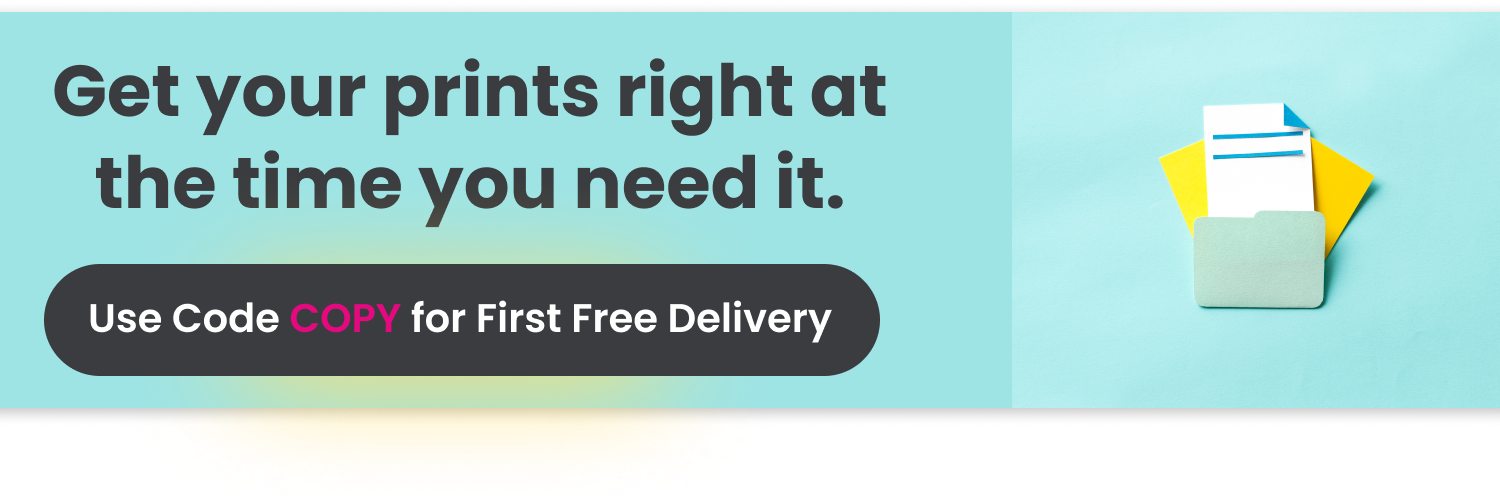 Get your prints right at
the time you need it.
Use Code COPY for First Free Delivery